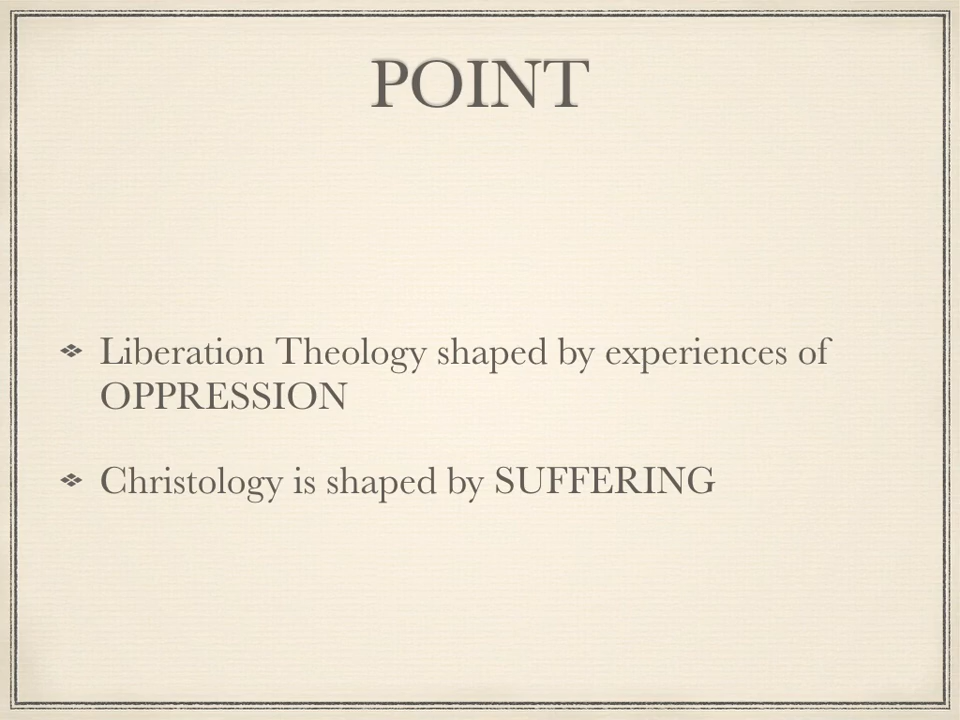 POINT
Liberation Theology shaped by experiences of
OPPRESSION
Christology is shaped by SUFFERING